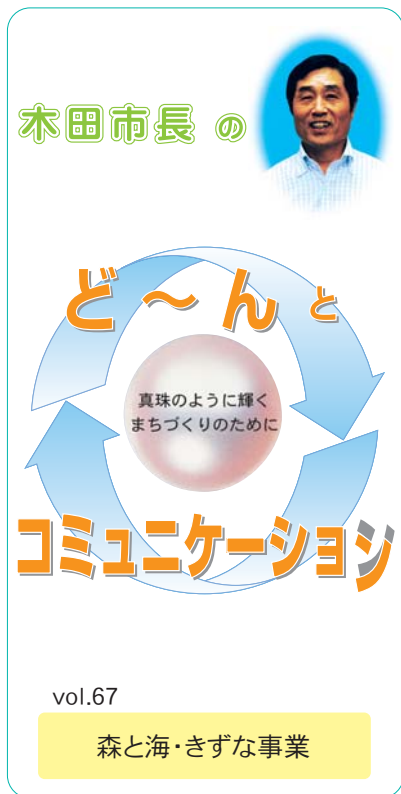 木田市長 の
ど〜ん と
真珠のように輝く
まちづくりのために
コミュニケーション
vol.67
森と海・きずな事業